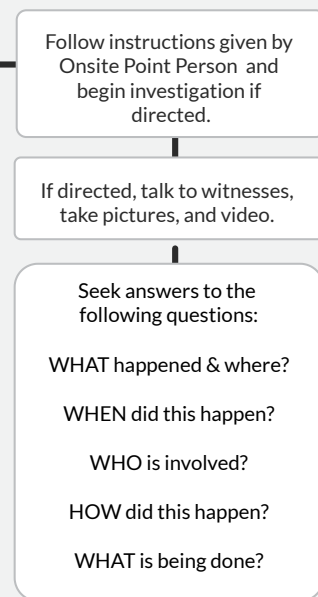 Follow instructions given by
Onsite Point Person and
begin investigation if
directed.
If directed, talk to witnesses,
take pictures, and video.
Seek answers to the
following questions:
WHAT happened & where?
WHEN did this happen?
WHO is involved?
HOW did this happen?
WHAT is being done?